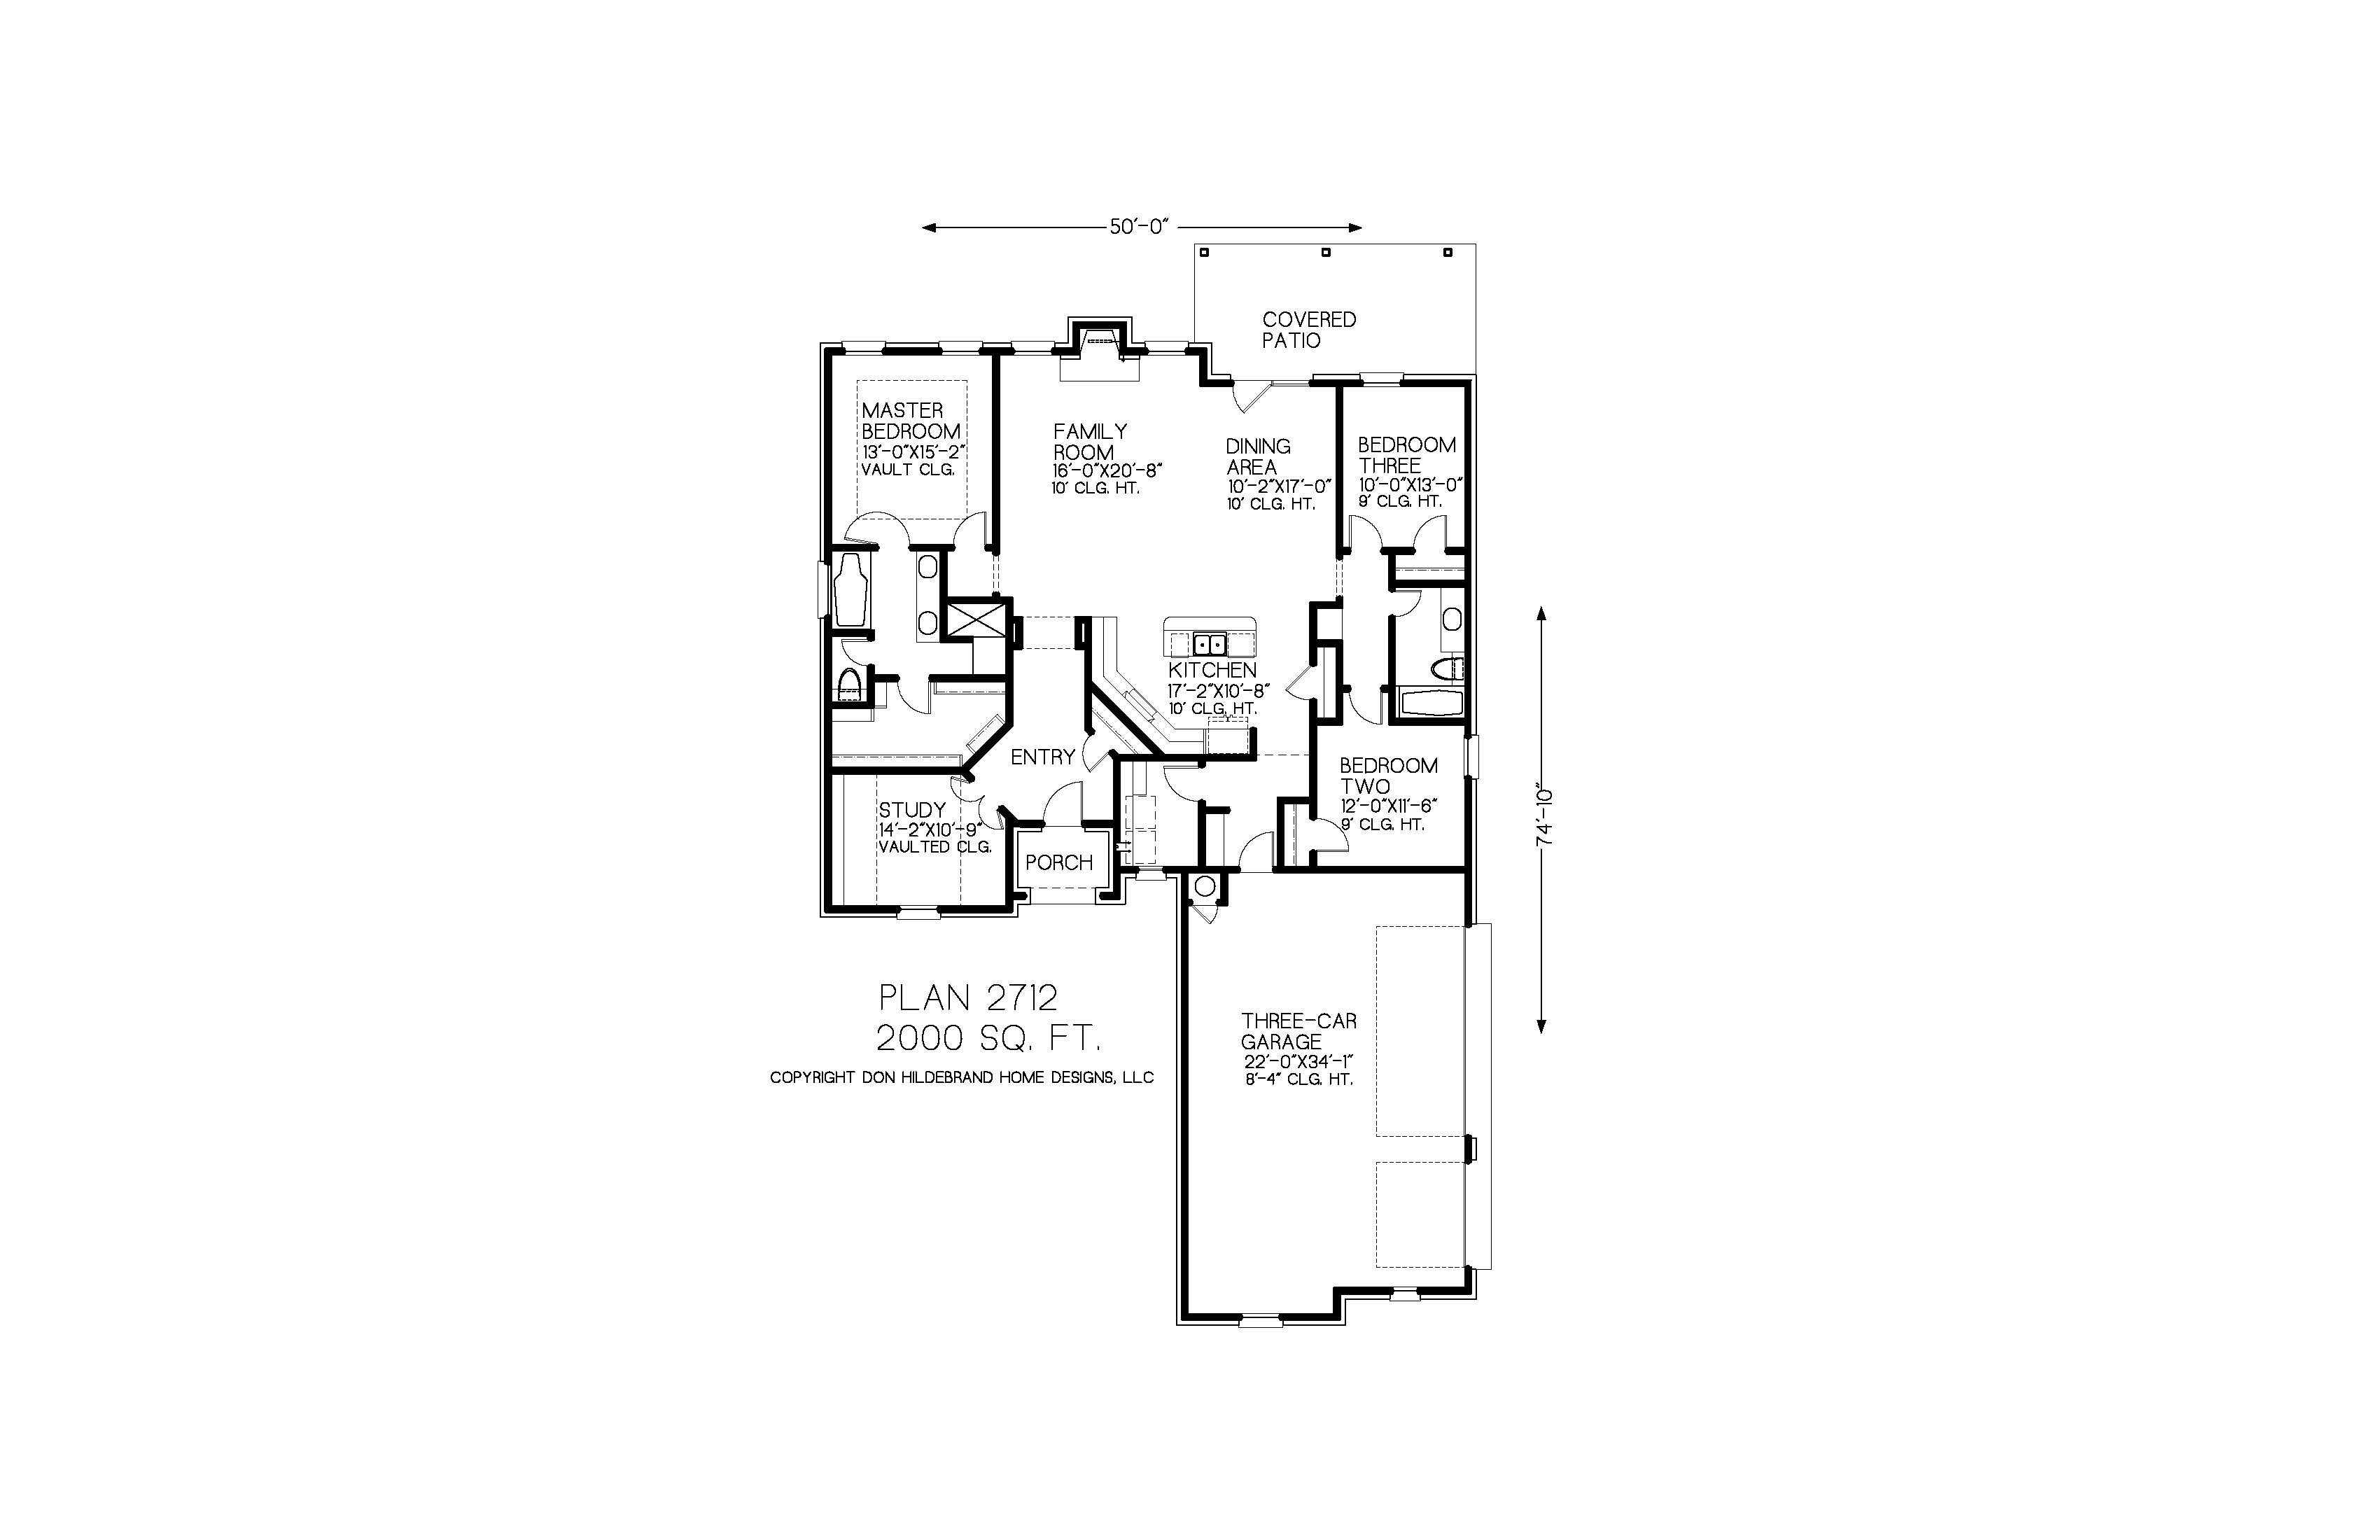 50'-0"
COVERED
PATIO
MASTER
BEDROOM
13'-0"X15'-2"
VAULT CLG.
FAMILY
ROOM
16'-0"X20'-8"
10' CLG. HT.
DINING
AREA
10'-2"X17'-0"
10' CLG. HT.
BEDROOM
THREE
10'-0"X13'-0"
9' CLG. HT.
KITCHEN
17'-2"X10'-8"
10' CLG. HT.
ENTRY
BEDROOM
TWO
12'-0"X11'-6"
9' CLG. HT.
74'-10"
STUDY
14'-2"X10'-9"
VAULTED CLG.
PORCH
PLAN 2712
2000 SQ. FT.
COPYRIGHT DON HILDEBRAND HOME DESIGNS, LLC
THREE-CAR
GARAGE
22'-0"X34'-1"
8'-4" CLG. HT.